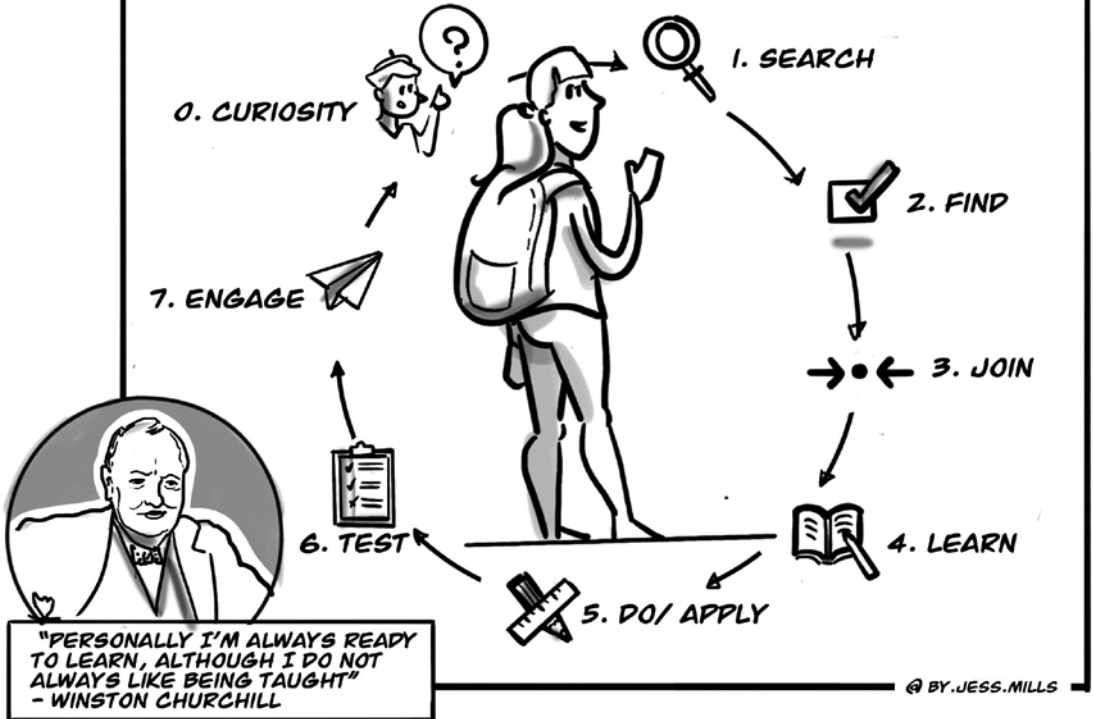 ?
0. CURIOSITY
1. SEARCH
2. FIND
3. JOIN
4. LEARN
5. DO/ APPLY
6. TEST
7. ENGAGE
"PERSONALLY I'M ALWAYS READY
TO LEARN, ALTHOUGH I DO NOT
ALWAYS LIKE BEING TAUGHT"
- WINSTON CHURCHILL
@ BY.JESS.MILLS